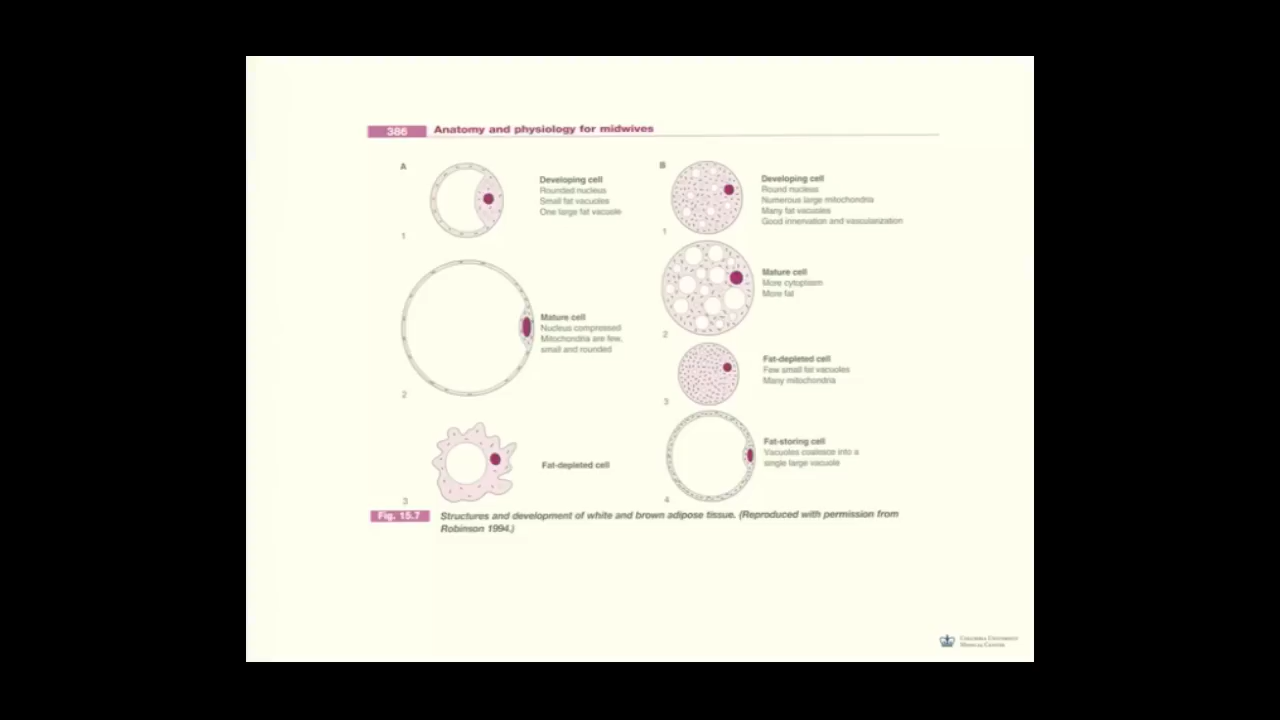 386
Anatomy and physiology for midwives
A
Developing cell
Rounded nucleus
Small fat vacuoles
One large fat vacuole
1
Mature cell
Nucleus compressed
Mitochondria are few,
small and rounded
2
Fat-depleted cell
3
B
Developing cell
Round nucleus
Numerous large mitochondria
Many fat vacuoles
Good innervation and vascularization
1
Mature cell
More cytoplasm
More fat
2
Fat-depleted cell
Few small fat vacuoles
Many mitochondria
3
Fat-storing cell
Vacuoles coalesce into a
single large vacuole
4
Fig. 15.7
Structures and development of white and brown adipose tissue. (Reproduced with permission from
Robinson 1994.)
Columbia University
Medical Center